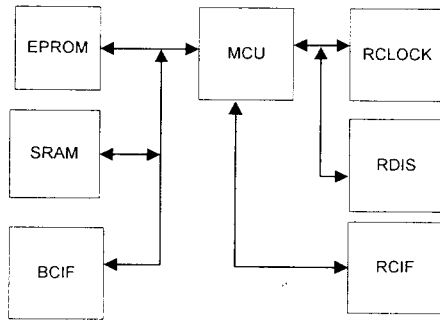 EPROM
MCU
RCLOCK
SRAM
RDIS
BCIF
RCIF